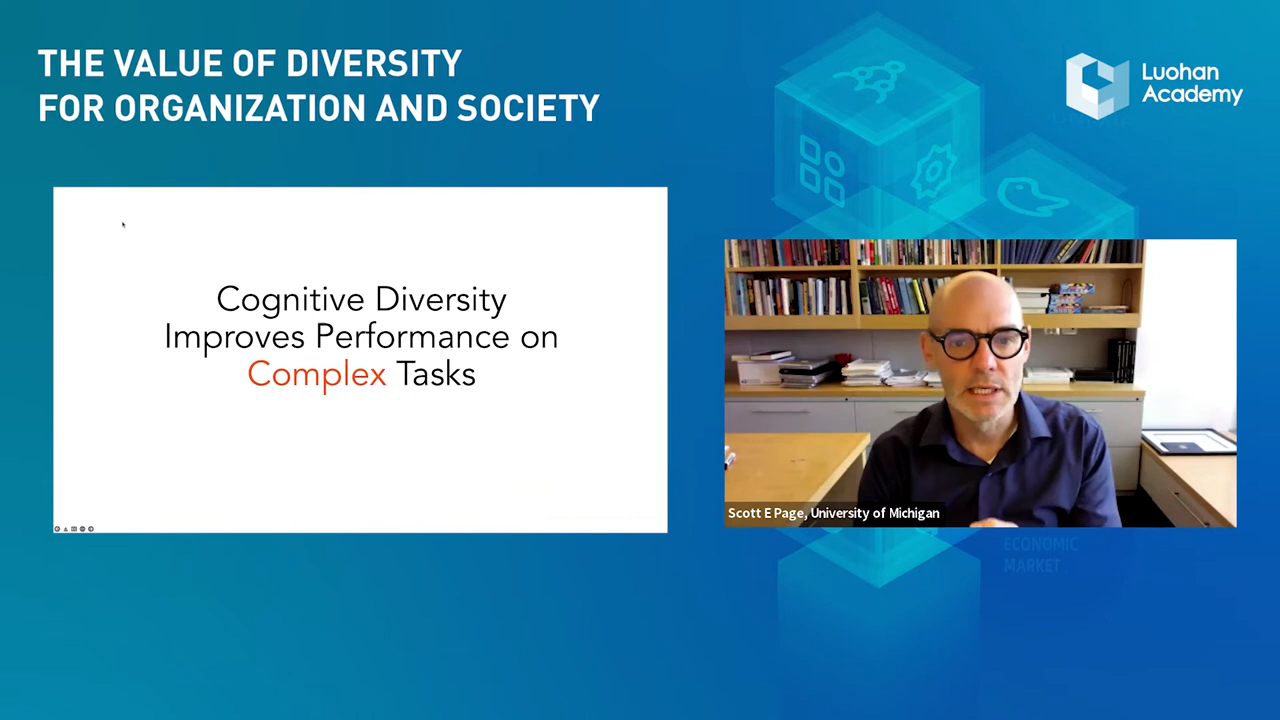 THE VALUE OF DIVERSITY
FOR ORGANIZATION AND SOCIETY
Luohan
Academy
Cognitive Diversity
Improves Performance on
Complex Tasks
Scott E Page, University of Michigan
ECONOMIC
MARKET